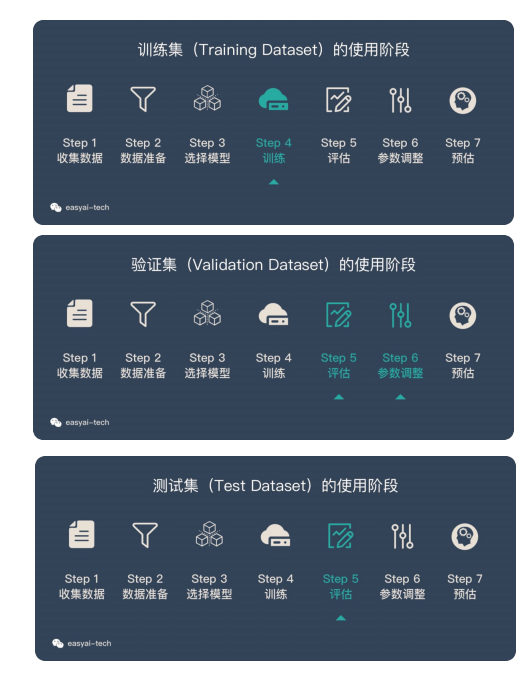 训练集（Training Dataset）的使用阶段
Step 1 Step 2 Step 3 Step 4 Step 5 Step 6 Step 7
收集数据 数据准备 选择模型 训练 评估 参数调整 预估
easyai-tech
验证集（Validation Dataset）的使用阶段
Step 1 Step 2 Step 3 Step 4 Step 5 Step 6 Step 7
收集数据 数据准备 选择模型 训练 评估 参数调整 预估
easyai-tech
测试集（Test Dataset）的使用阶段
Step 1 Step 2 Step 3 Step 4 Step 5 Step 6 Step 7
收集数据 数据准备 选择模型 训练 评估 参数调整 预估
easyai-tech